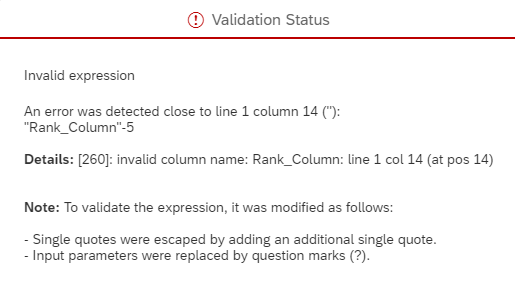 Validation Status
Invalid expression
An error was detected close to line 1 column 14 ("):
"Rank_Column"-5
Details: [260]: invalid column name: Rank_Column: line 1 col 14 (at pos 14)
Note: To validate the expression, it was modified as follows:
- Single quotes were escaped by adding an additional single quote.
- Input parameters were replaced by question marks (?).